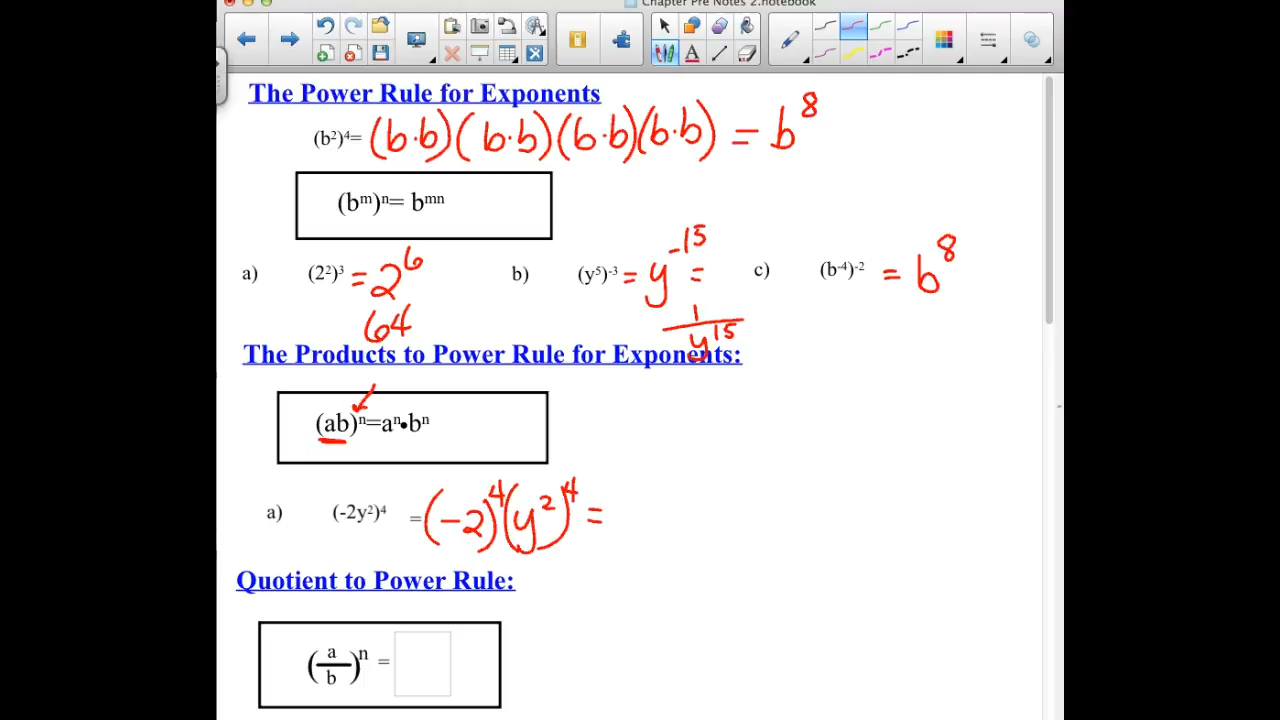 Chapter Pre Notes 2.notebook
The Power Rule for Exponents
(b²)⁴= (b·b)(b·b)(b·b)(b·b) = b⁸
(bᵐ)ⁿ= bᵐⁿ
a) (2²)³ = 2⁶ b) (y⁵)⁻³ = y⁻¹⁵ = c) (b⁻⁴)⁻² = b⁸
64 1/y¹⁵
The Products to Power Rule for Exponents:
(ab)ⁿ=aⁿ•bⁿ
a) (-2y²)⁴ =(-2)⁴(y²)⁴ =
Quotient to Power Rule:
(a/b)ⁿ =